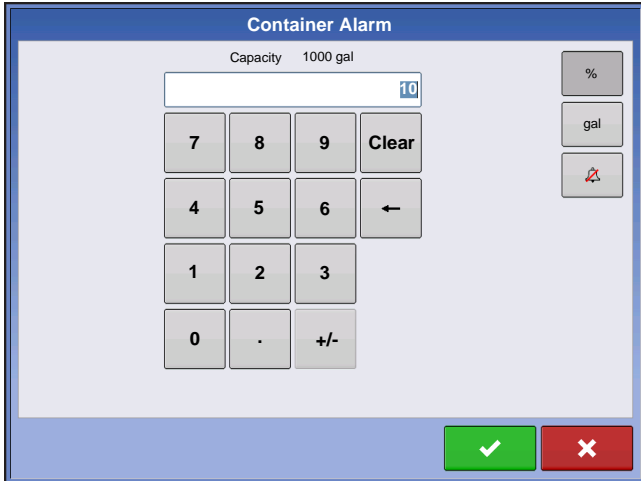 Container Alarm
Capacity 1000 gal
%
10
gal
7 8 9 Clear
4 5 6 ←
1 2 3
0 . +/-